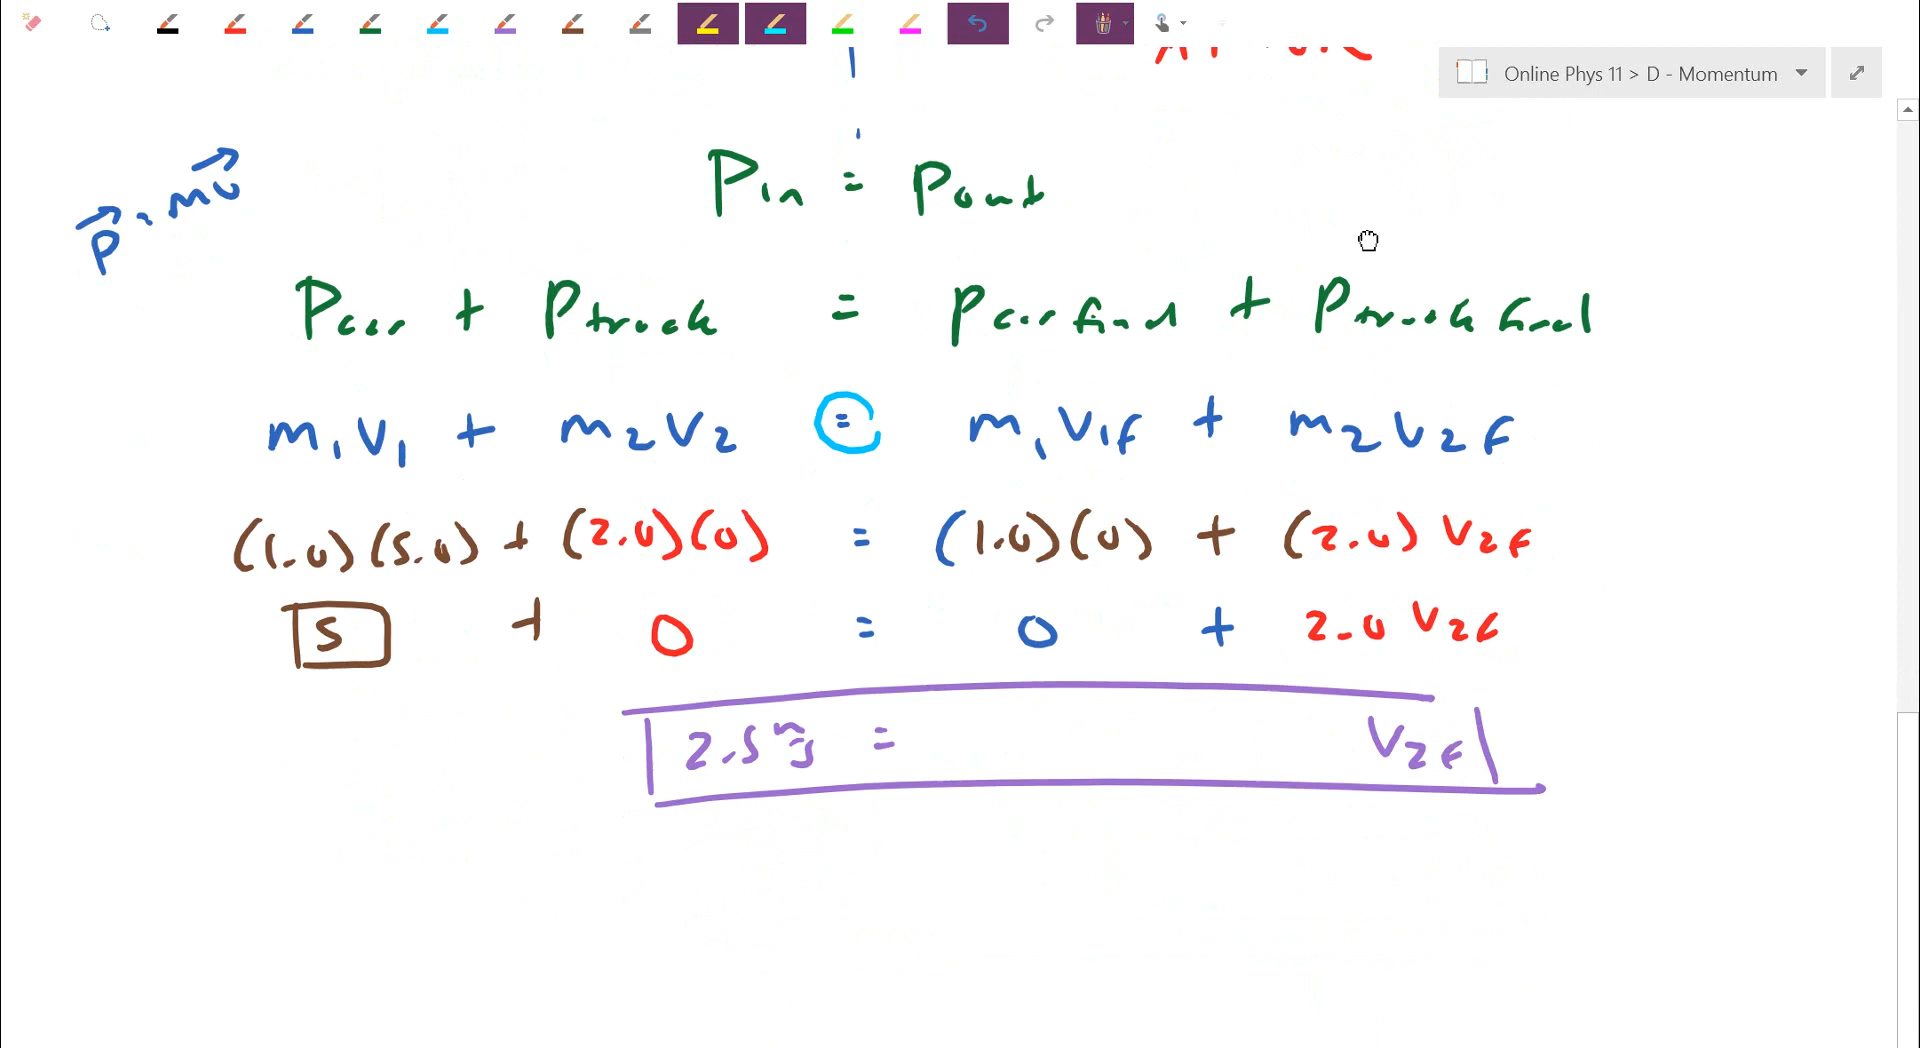 Online Phys 11 > D - Momentum
Pin = Pout
p = mv
Pcar + Ptruck = Pcar final + Ptruck final
m1v1 + m2v2 = m1v1f + m2v2f
(1.0)(5.0) + (2.0)(0) = (1.0)(0) + (2.0) v2f
5 + 0 = 0 + 2.0 v2f
2.5 m/s = v2f